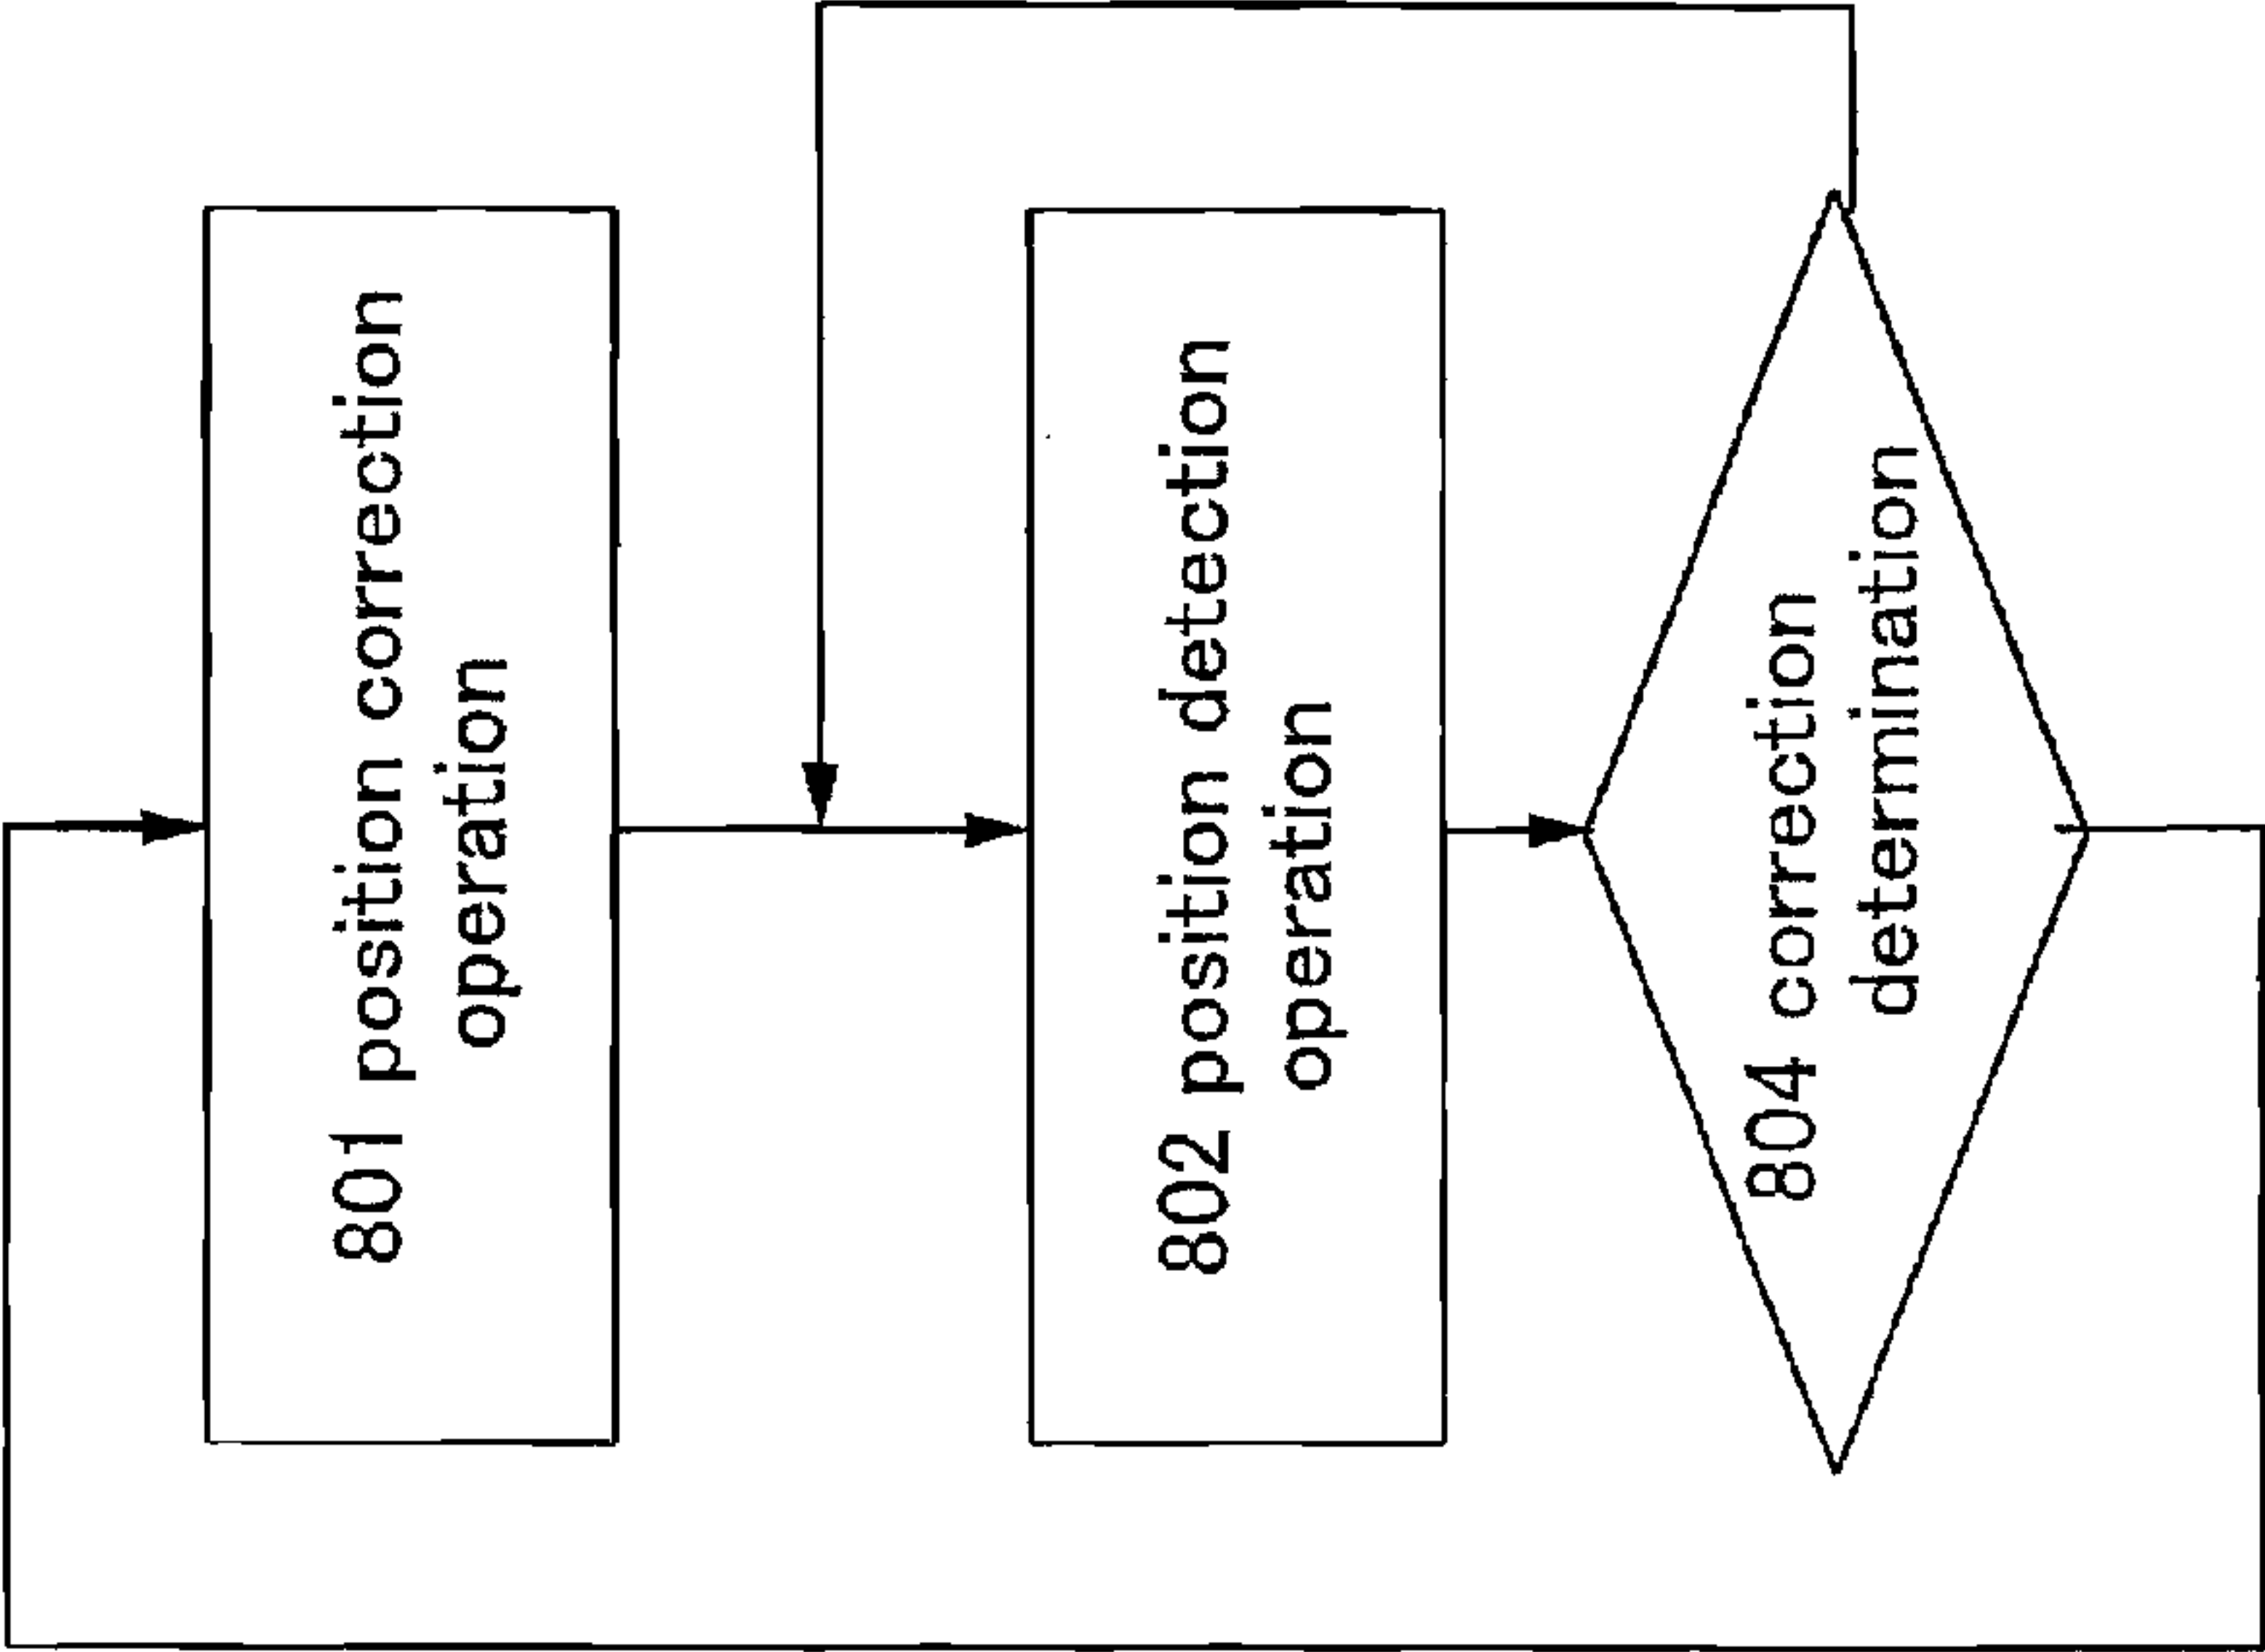 801 position correction
operation
802 position detection
operation
804 correction
determination